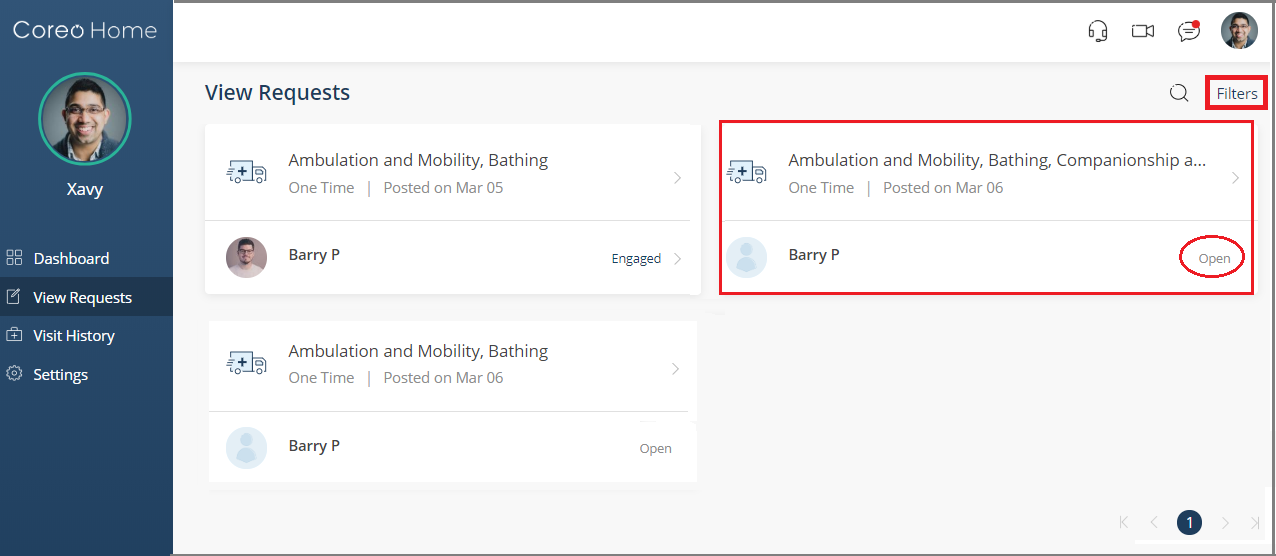 Coreo Home
Xavy
Dashboard
View Requests
Visit History
Settings
View Requests
Filters
Ambulation and Mobility, Bathing
One Time | Posted on Mar 05
Barry P
Engaged
Ambulation and Mobility, Bathing, Companionship a...
One Time | Posted on Mar 06
Barry P
Open
Ambulation and Mobility, Bathing
One Time | Posted on Mar 06
Barry P
Open
1